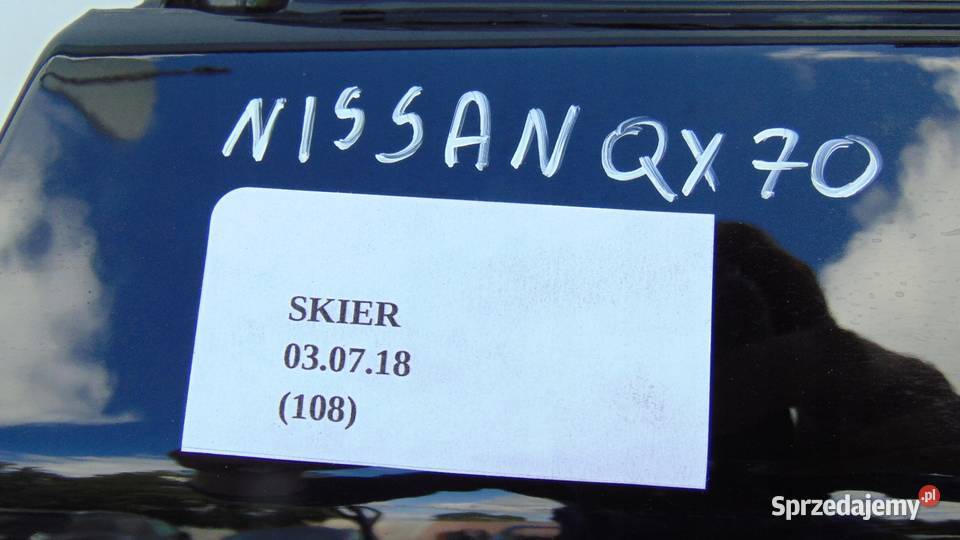 NISSAN QX70
SKIER
03.07.18
(108)
Sprzedajemy.pl